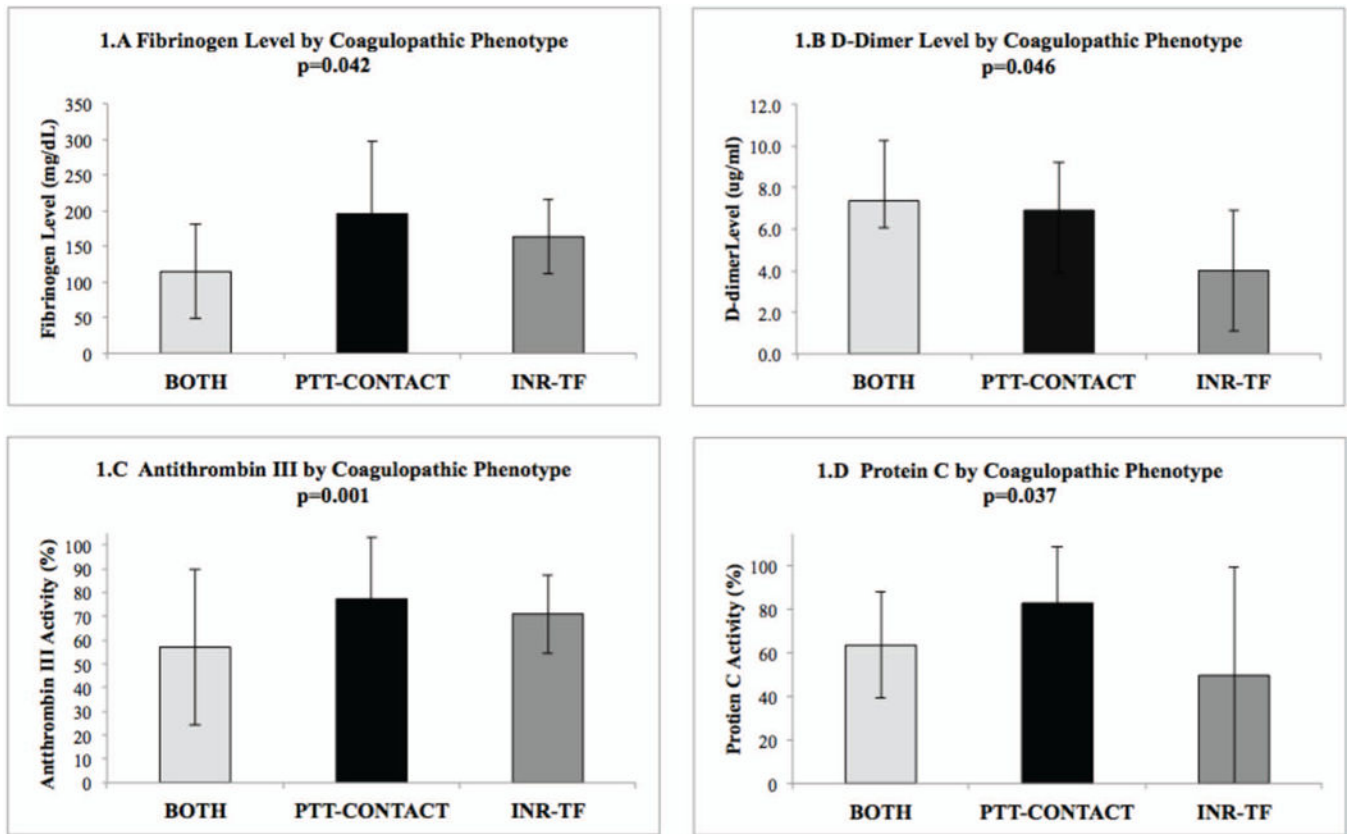 1.A Fibrinogen Level by Coagulopathic Phenotype
p=0.042
Fibrinogen Level (mg/dL)
350
300
250
200
150
100
50
0
BOTH PTT-CONTACT INR-TF
1.B D-Dimer Level by Coagulopathic Phenotype
p=0.046
D-dimerLevel (ug/ml)
12.0
10.0
8.0
6.0
4.0
2.0
0.0
BOTH PTT-CONTACT INR-TF
1.C Antithrombin III by Coagulopathic Phenotype
p=0.001
Antithrombin III Activity (%)
100
90
80
70
60
50
40
30
20
10
0
BOTH PTT-CONTACT INR-TF
1.D Protein C by Coagulopathic Phenotype
p=0.037
Protien C Activity (%)
100
80
60
40
20
0
BOTH PTT-CONTACT INR-TF